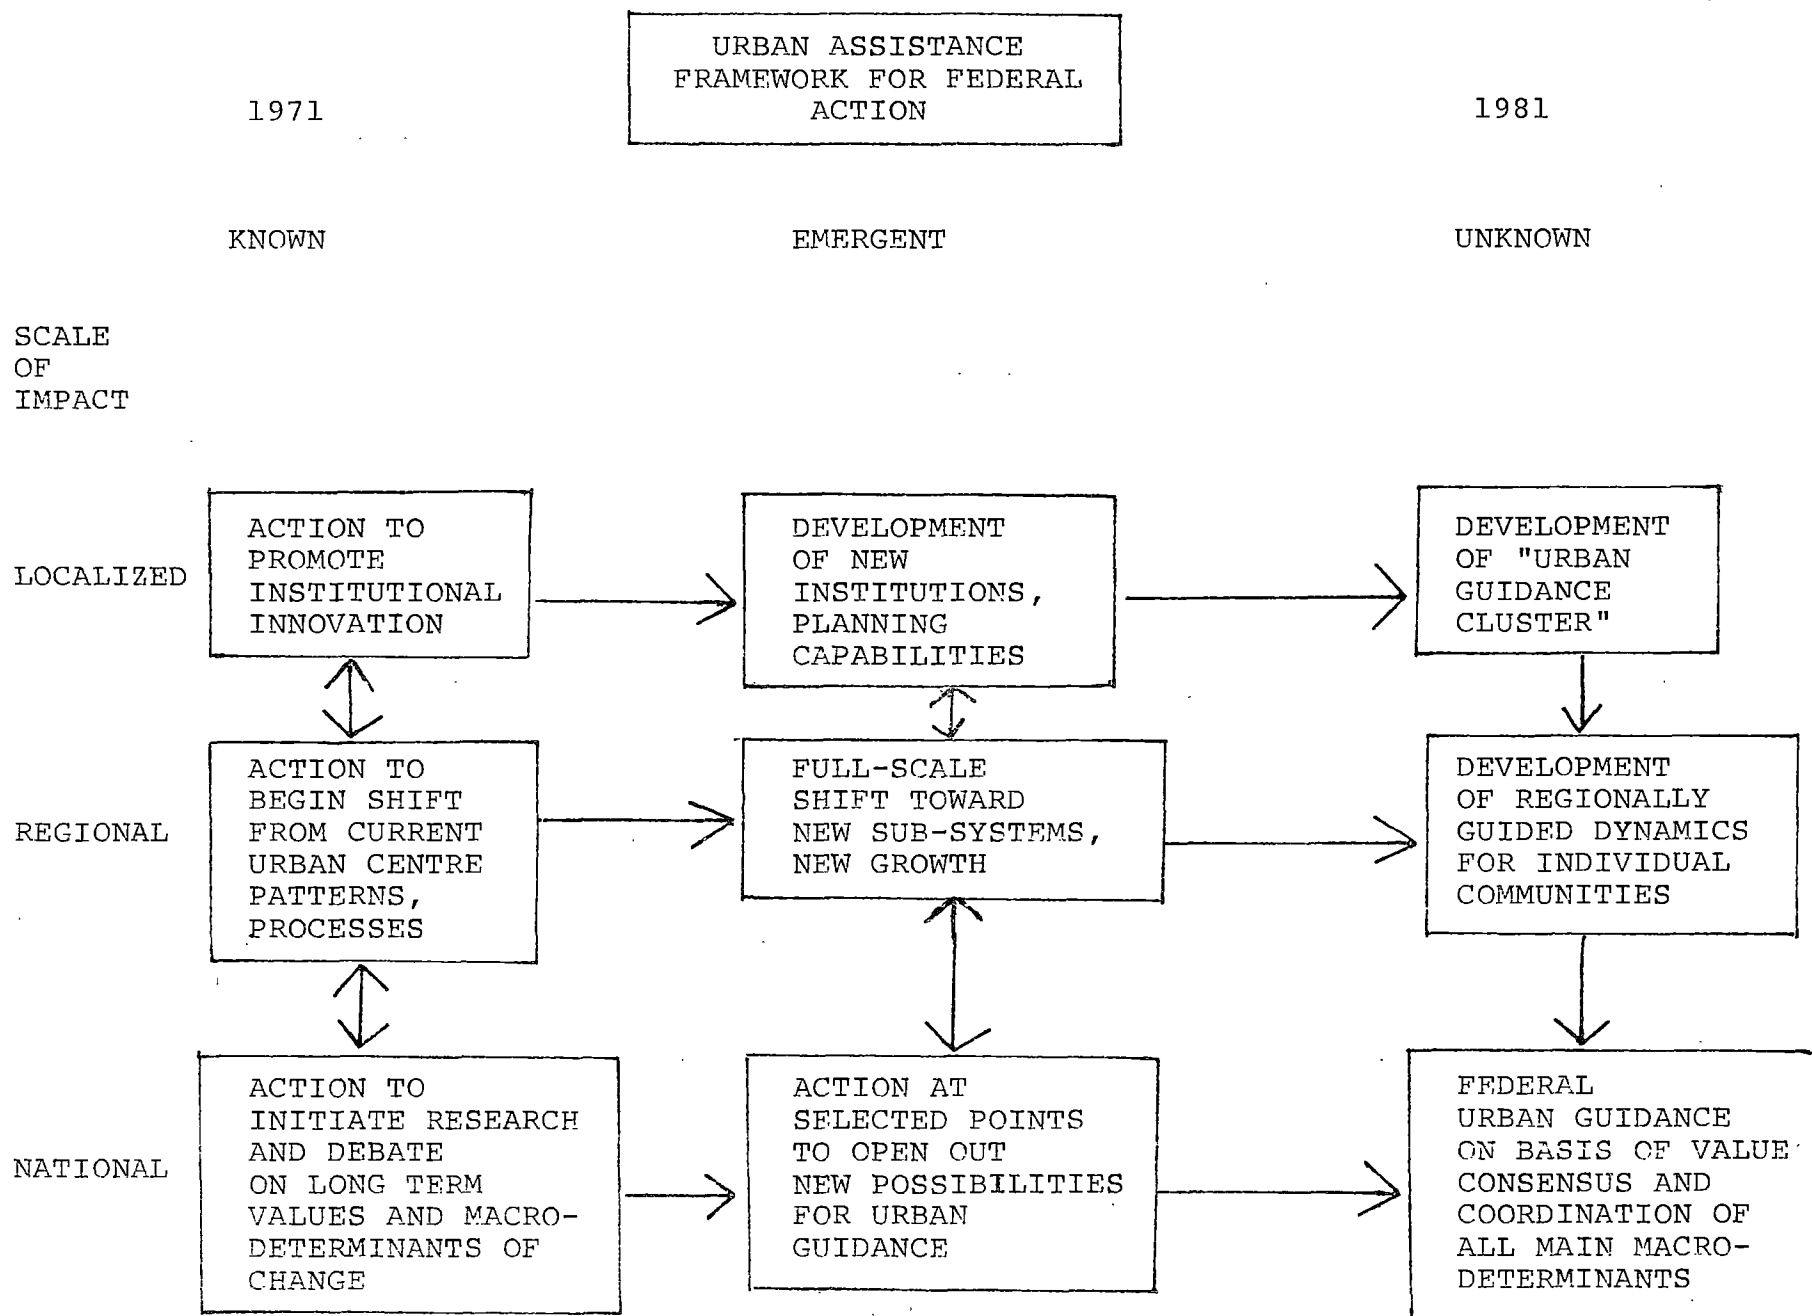 URBAN ASSISTANCE
FRAMEWORK FOR FEDERAL
ACTION
1971
1981
KNOWN
EMERGENT
UNKNOWN
SCALE
OF
IMPACT
LOCALIZED
ACTION TO
PROMOTE
INSTITUTIONAL
INNOVATION
DEVELOPMENT
OF NEW
INSTITUTIONS,
PLANNING
CAPABILITIES
DEVELOPMENT
OF "URBAN
GUIDANCE
CLUSTER"
REGIONAL
ACTION TO
BEGIN SHIFT
FROM CURRENT
URBAN CENTRE
PATTERNS,
PROCESSES
FULL-SCALE
SHIFT TOWARD
NEW SUB-SYSTEMS,
NEW GROWTH
DEVELOPMENT
OF REGIONALLY
GUIDED DYNAMICS
FOR INDIVIDUAL
COMMUNITIES
NATIONAL
ACTION TO
INITIATE RESEARCH
AND DEBATE
ON LONG TERM
VALUES AND MACRO-
DETERMINANTS OF
CHANGE
ACTION AT
SELECTED POINTS
TO OPEN OUT
NEW POSSIBILITIES
FOR URBAN
GUIDANCE
FEDERAL
URBAN GUIDANCE
ON BASIS OF VALUE
CONSENSUS AND
COORDINATION OF
ALL MAIN MACRO-
DETERMINANTS